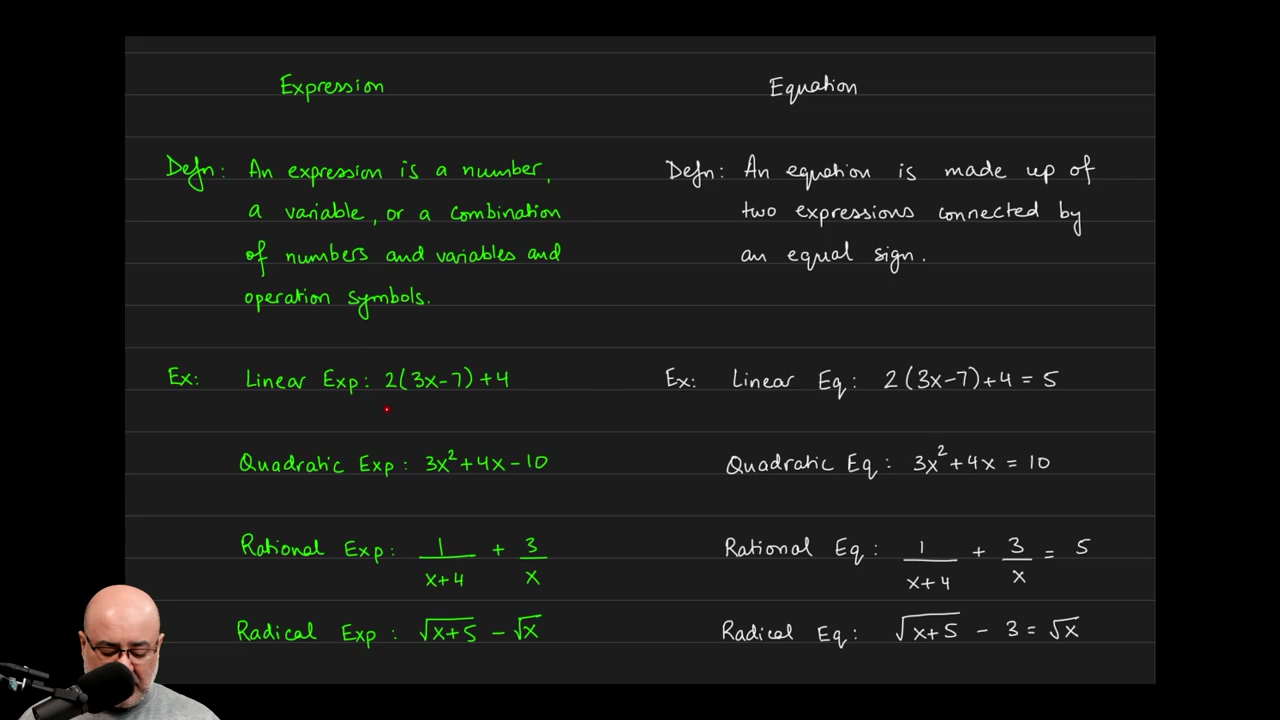 Expression
Defn: An expression is a number,
a variable, or a combination
of numbers and variables and
operation symbols.
Ex: Linear Exp: 2(3x-7)+4
Quadratic Exp: 3x²+4x-10
Rational Exp: 1/(x+4) + 3/x
Radical Exp: √(x+5) - √x
Equation
Defn: An equation is made up of
two expressions connected by
an equal sign.
Ex: Linear Eq: 2(3x-7)+4=5
Quadratic Eq: 3x²+4x=10
Rational Eq: 1/(x+4) + 3/x = 5
Radical Eq: √(x+5) - 3 = √x